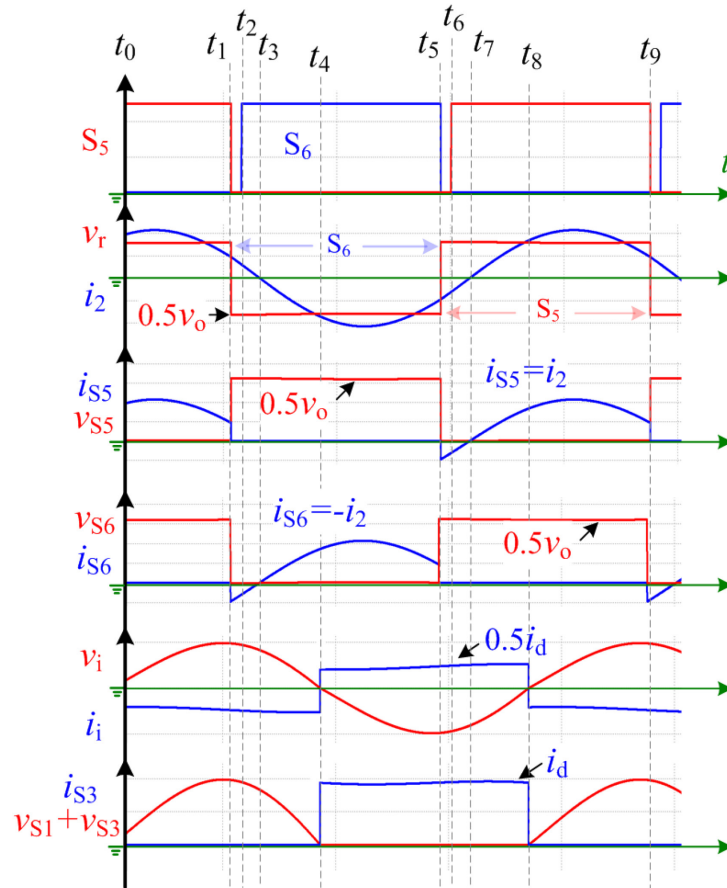 t0 t1 t2 t3 t4 t5 t6 t7 t8 t9
S5
S6
t
vr
S6
i2
0.5vo
S5
iS5
iS5=i2
vS5
0.5vo
vS6
iS6=-i2
iS6
0.5vo
vi
0.5id
ii
iS3
id
vS1+vS3